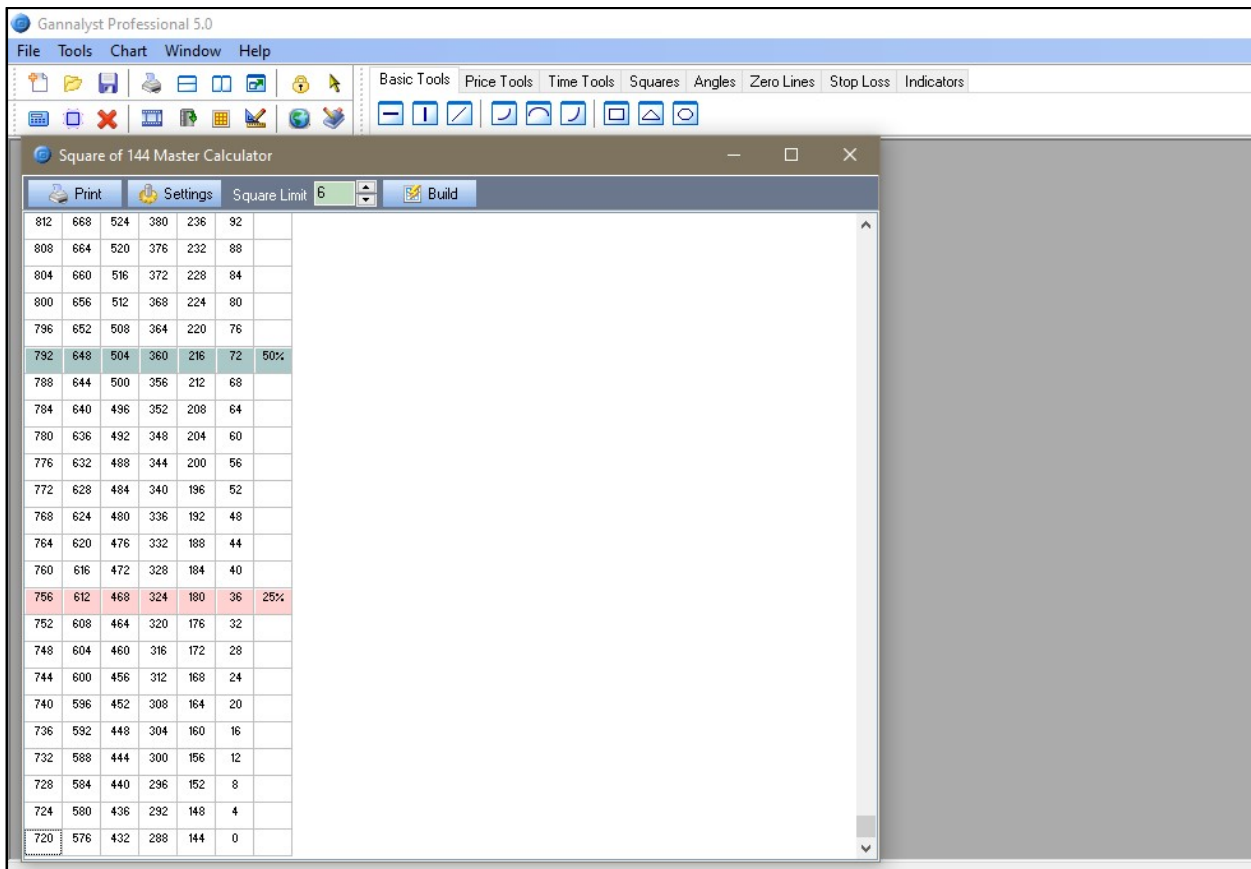 Gannalyst Professional 5.0
File Tools Chart Window Help
Basic Tools Price Tools Time Tools Squares Angles Zero Lines Stop Loss Indicators
Square of 144 Master Calculator
Print Settings Square Limit 6 Build
812 668 524 380 236 92
808 664 520 376 232 88
804 660 516 372 228 84
800 656 512 368 224 80
796 652 508 364 220 76
792 648 504 360 216 72 50%
788 644 500 356 212 68
784 640 496 352 208 64
780 636 492 348 204 60
776 632 488 344 200 56
772 628 484 340 196 52
768 624 480 336 192 48
764 620 476 332 188 44
760 616 472 328 184 40
756 612 468 324 180 36 25%
752 608 464 320 176 32
748 604 460 316 172 28
744 600 456 312 168 24
740 596 452 308 164 20
736 592 448 304 160 16
732 588 444 300 156 12
728 584 440 296 152 8
724 580 436 292 148 4
720 576 432 288 144 0